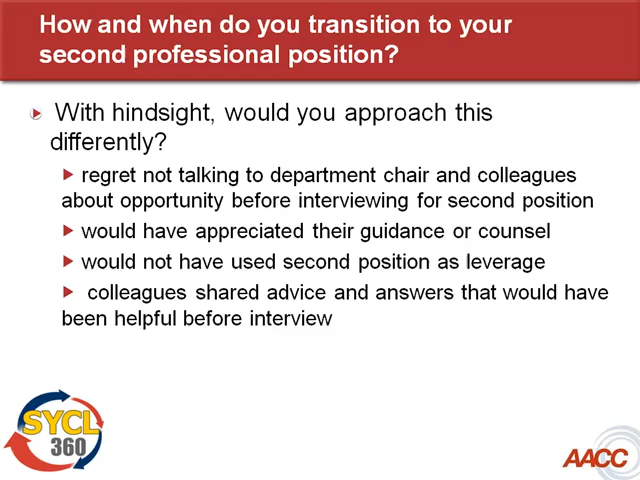 How and when do you transition to your
second professional position?
With hindsight, would you approach this
differently?
regret not talking to department chair and colleagues
about opportunity before interviewing for second position
would have appreciated their guidance or counsel
would not have used second position as leverage
colleagues shared advice and answers that would have
been helpful before interview
SYCL
360
AACC